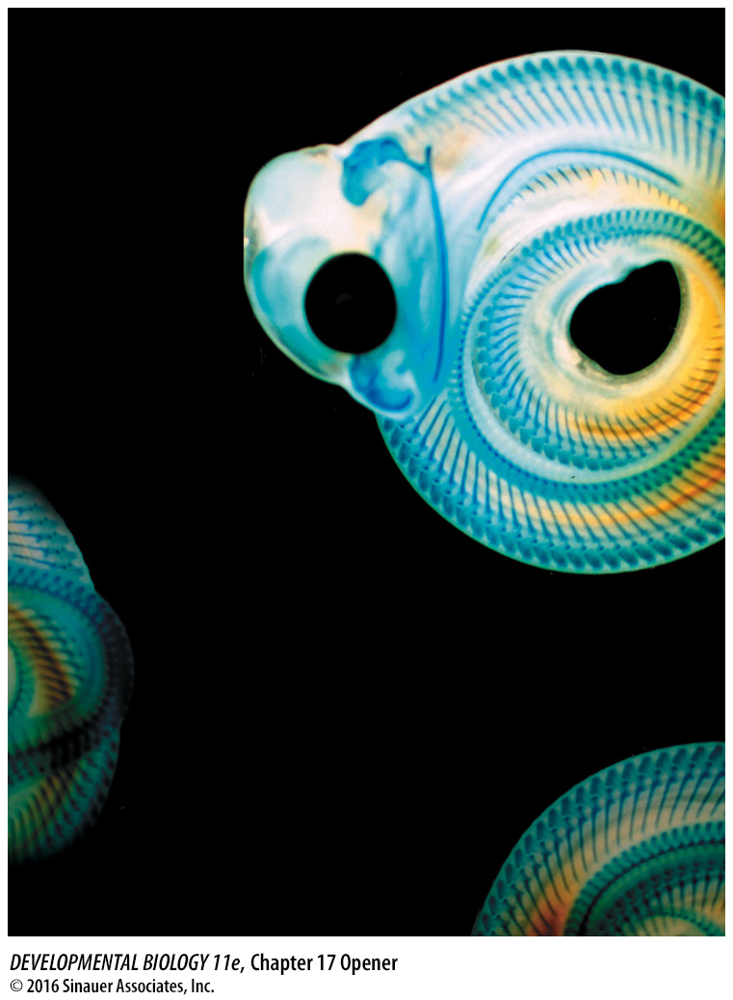 DEVELOPMENTAL BIOLOGY 11e, Chapter 17 Opener
© 2016 Sinauer Associates, Inc.